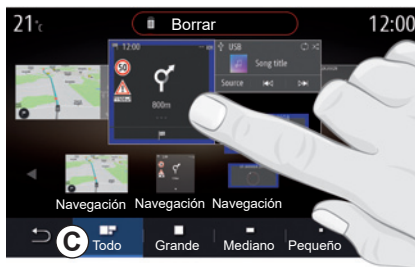 21°c
Borrar
12:00
12:00
USB
50
Song title
800m
Source
Navegación Navegación Navegación
C
Todo Grande Mediano Pequeño